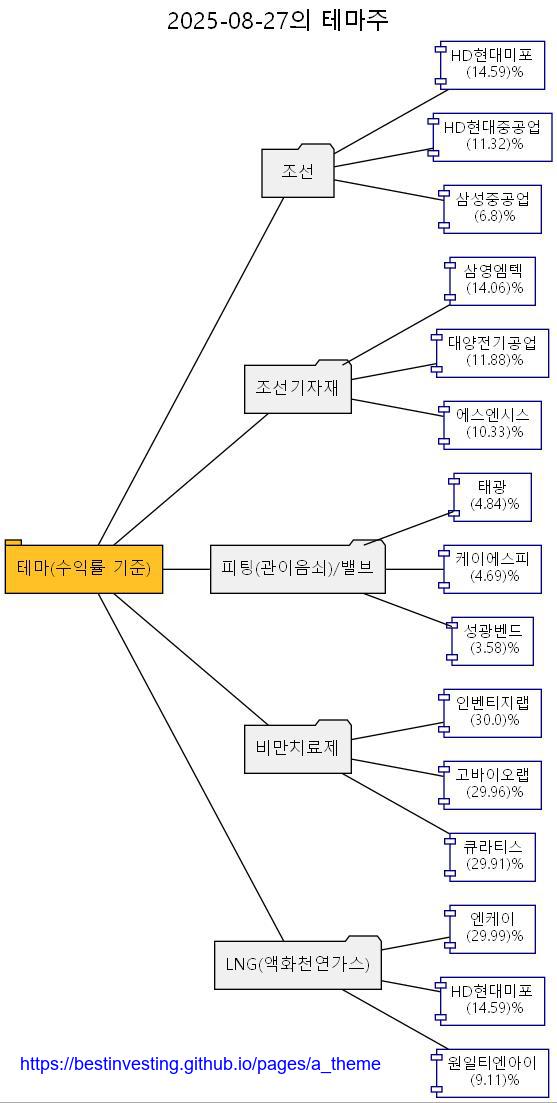 2025-08-27의 테마주
HD현대미포
(14.59)%
HD현대중공업
(11.32)%
조선
삼성중공업
(6.8)%
삼영엠텍
(14.06)%
대양전기공업
(11.88)%
조선기자재
에스엔시스
(10.33)%
태광
(4.84)%
테마(수익률 기준)
피팅(관이음쇠)/밸브
케이에스피
(4.69)%
성광벤드
(3.58)%
인벤티지랩
(30.0)%
비만치료제
고바이오랩
(29.96)%
큐라티스
(29.91)%
엔케이
(29.99)%
LNG(액화천연가스)
HD현대미포
(14.59)%
원일티엔아이
(9.11)%
https://bestinvesting.github.io/pages/a_theme